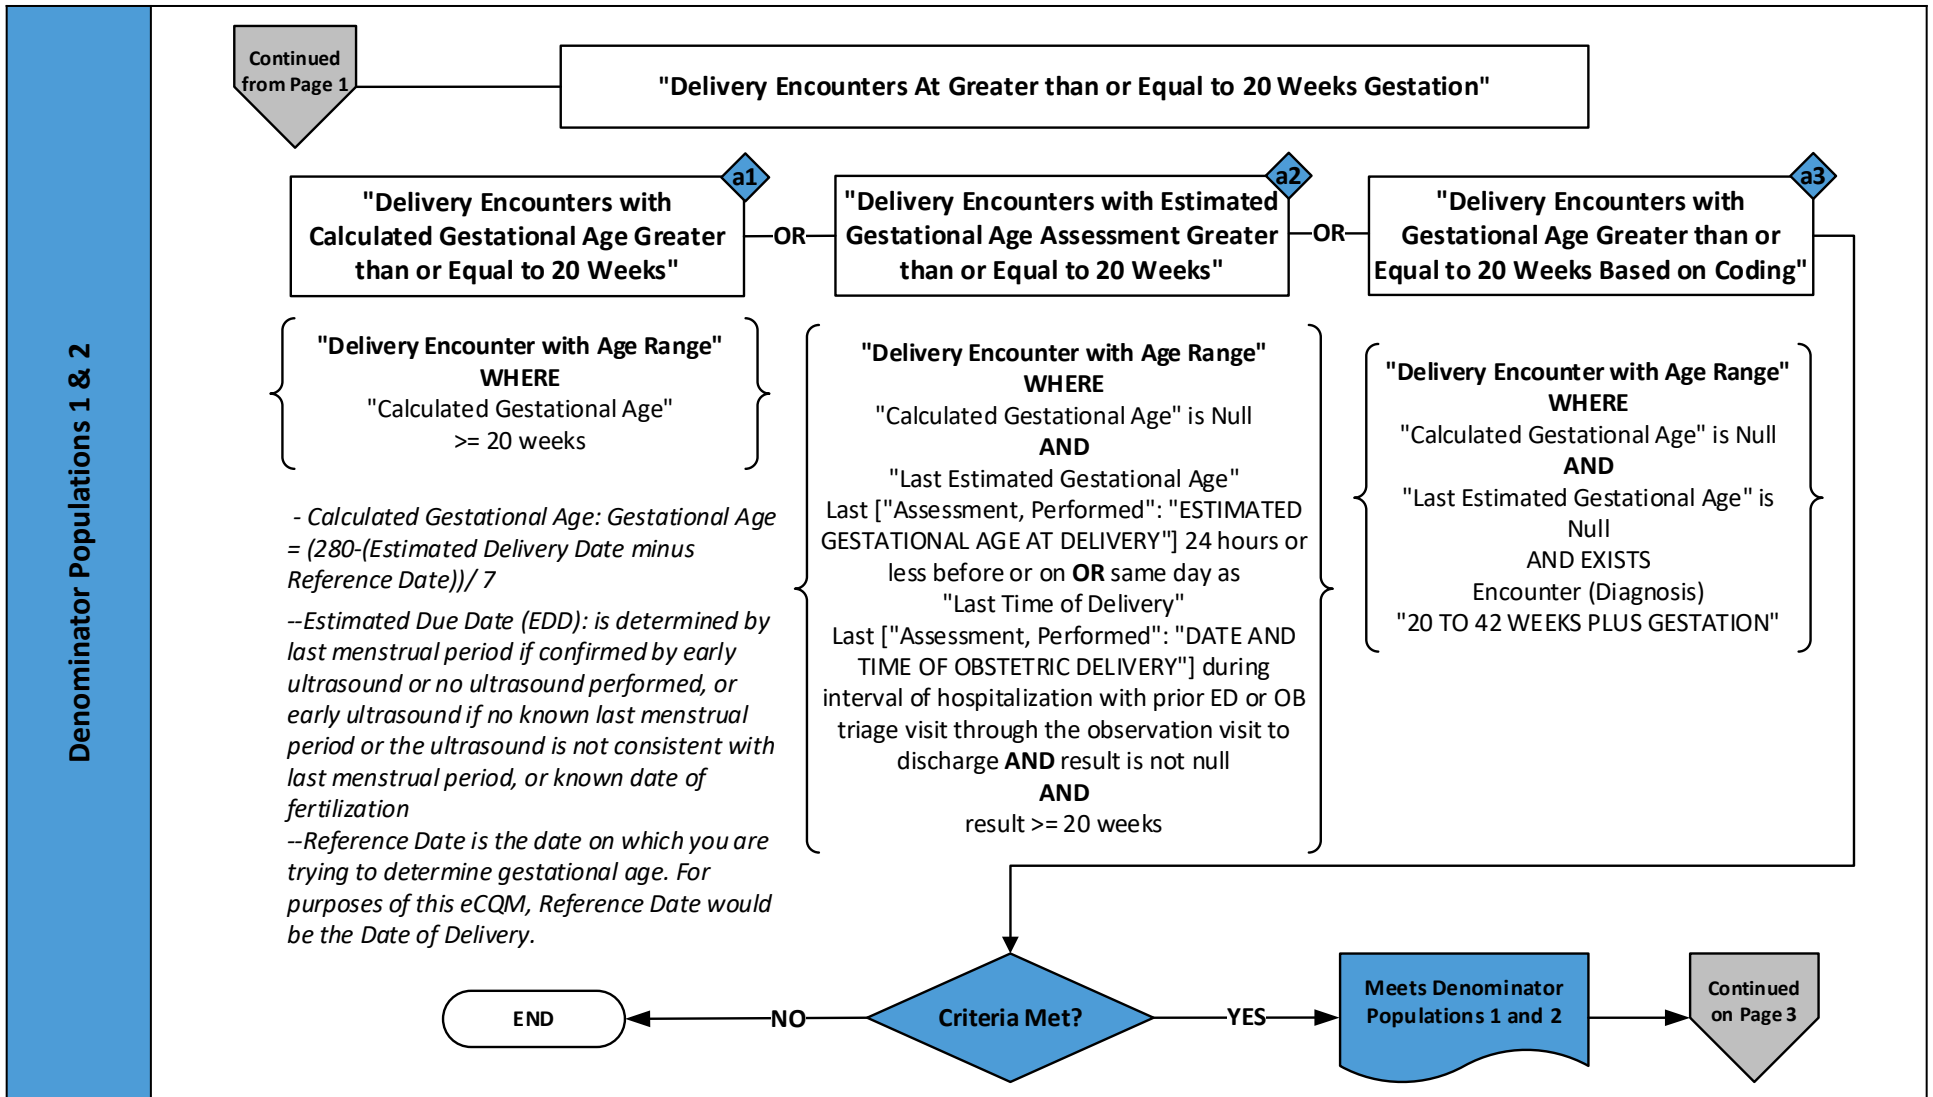 Denominator Populations 1 & 2
Continued
from Page 1
"Delivery Encounters At Greater than or Equal to 20 Weeks Gestation"
a1
"Delivery Encounters with
Calculated Gestational Age Greater
than or Equal to 20 Weeks"
OR
a2
"Delivery Encounters with Estimated
Gestational Age Assessment Greater
than or Equal to 20 Weeks"
OR
a3
"Delivery Encounters with
Gestational Age Greater than or
Equal to 20 Weeks Based on Coding"
"Delivery Encounter with Age Range"
WHERE
"Calculated Gestational Age"
>= 20 weeks
- Calculated Gestational Age: Gestational Age
= (280-(Estimated Delivery Date minus
Reference Date))/ 7
--Estimated Due Date (EDD): is determined by
last menstrual period if confirmed by early
ultrasound or no ultrasound performed, or
early ultrasound if no known last menstrual
period or the ultrasound is not consistent with
last menstrual period, or known date of
fertilization
--Reference Date is the date on which you are
trying to determine gestational age. For
purposes of this eCQM, Reference Date would
be the Date of Delivery.
"Delivery Encounter with Age Range"
WHERE
"Calculated Gestational Age" is Null
AND
"Last Estimated Gestational Age"
Last ["Assessment, Performed": "ESTIMATED
GESTATIONAL AGE AT DELIVERY"] 24 hours or
less before or on OR same day as
"Last Time of Delivery"
Last ["Assessment, Performed": "DATE AND
TIME OF OBSTETRIC DELIVERY"] during
interval of hospitalization with prior ED or OB
triage visit through the observation visit to
discharge AND result is not null
AND
result >= 20 weeks
"Delivery Encounter with Age Range"
WHERE
"Calculated Gestational Age" is Null
AND
"Last Estimated Gestational Age" is
Null
AND EXISTS
Encounter (Diagnosis)
"20 TO 42 WEEKS PLUS GESTATION"
END
NO
Criteria Met?
YES
Meets Denominator
Populations 1 and 2
Continued
on Page 3